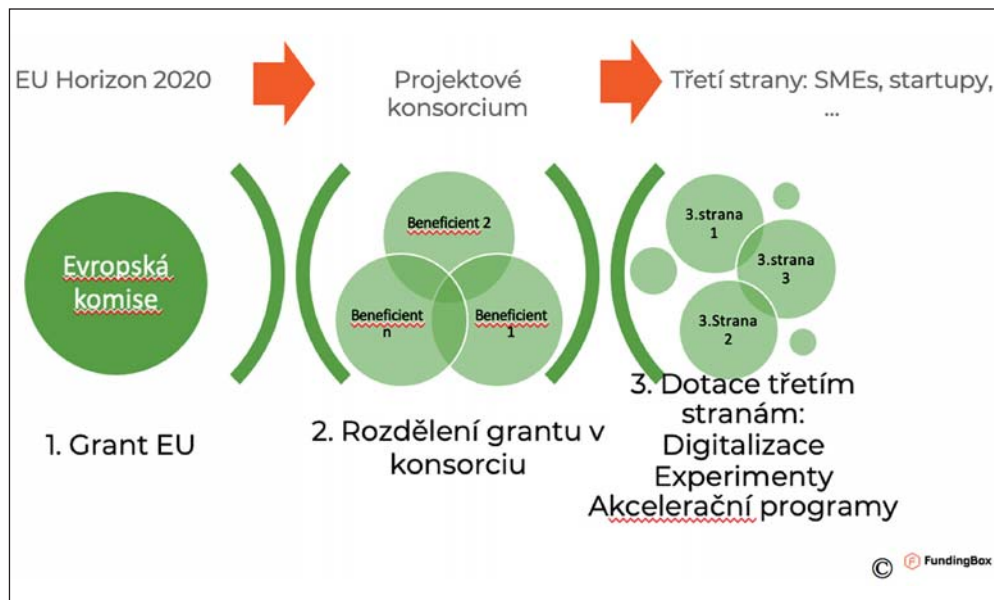 EU Horizon 2020
Projektové
konsorcium
Třetí strany: SMEs, startupy,
...
Evropská
komise
Beneficient 2
Beneficient
n
Beneficient
1
3.strana
1
3.strana
3
3.Strana
2
1. Grant EU
2. Rozdělení grantu v
konsorciu
3. Dotace třetím
stranám:
Digitalizace
Experimenty
Akcelerační programy
© FundingBox